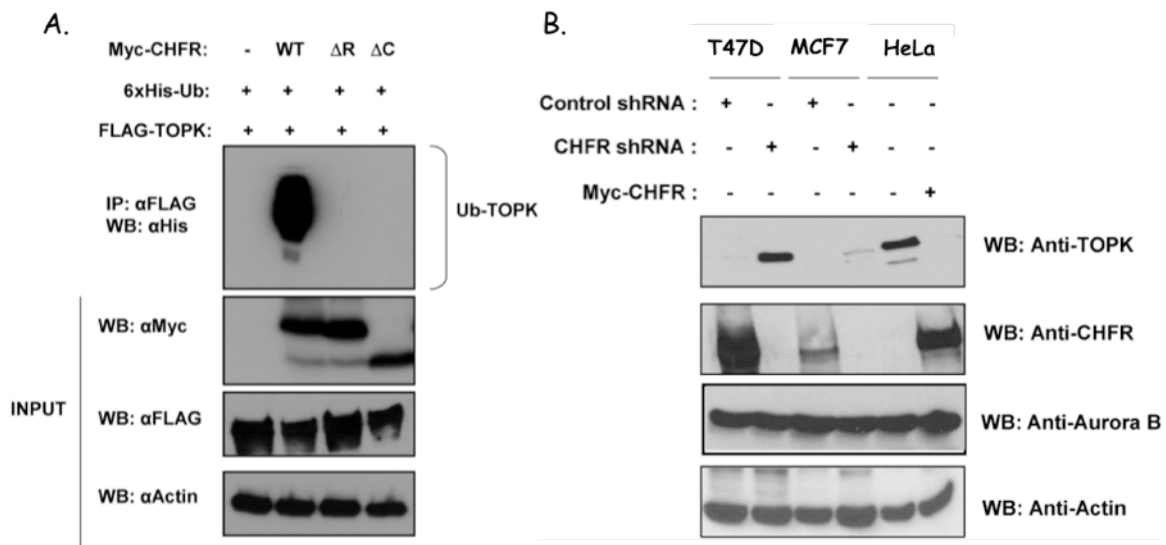 A.
Myc-CHFR: - WT ΔR ΔC
6xHis-Ub: + + + +
FLAG-TOPK: + + + +
IP: αFLAG
WB: αHis
Ub-TOPK
INPUT
WB: αMyc
WB: αFLAG
WB: αActin
B.
T47D MCF7 HeLa
Control shRNA : + - + - - -
CHFR shRNA : - + - + - -
Myc-CHFR : - - - - - +
WB: Anti-TOPK
WB: Anti-CHFR
WB: Anti-Aurora B
WB: Anti-Actin